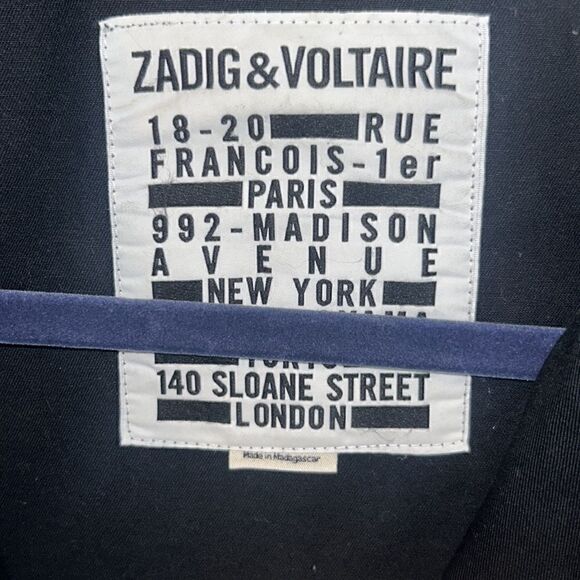 ZADIG&VOLTAIRE
18-20 RUE
FRANCOIS-1er
PARIS
992-MADISON
AVENUE
NEW YORK
140 SLOANE STREET
LONDON
Made in Madagascar